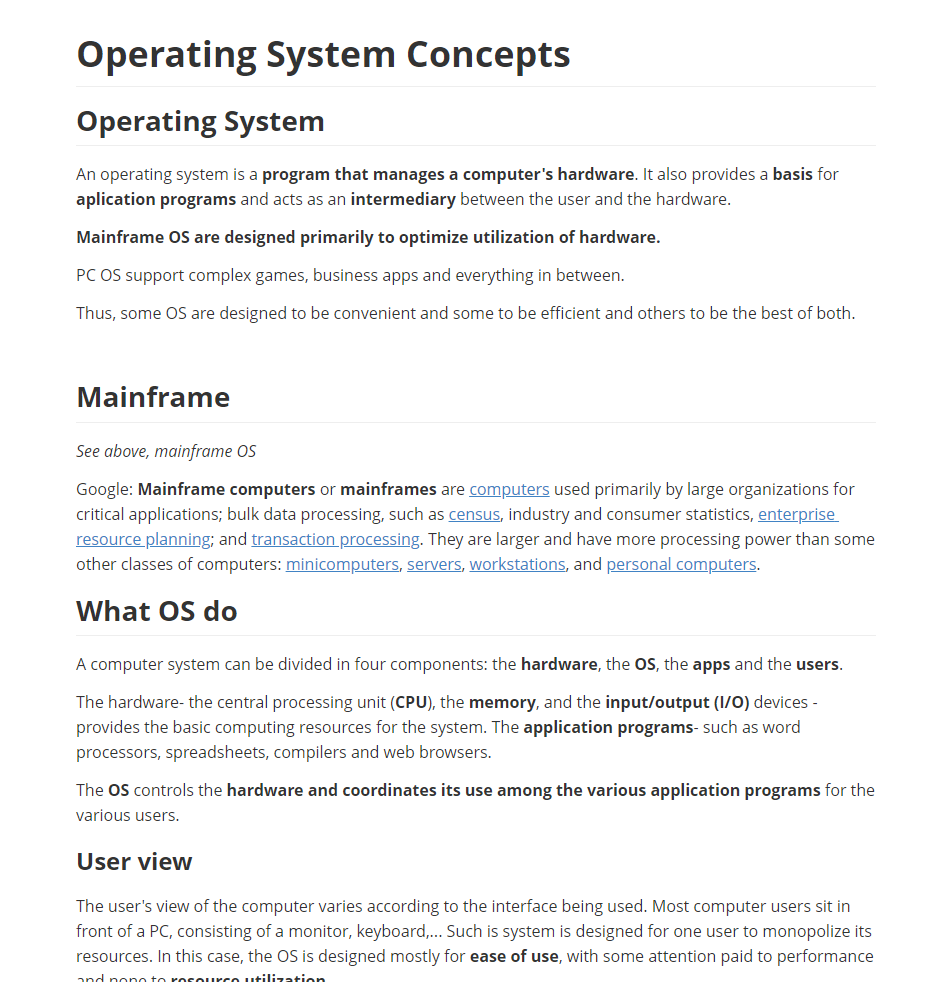 Operating System Concepts
Operating System
An operating system is a program that manages a computer's hardware. It also provides a basis for
aplication programs and acts as an intermediary between the user and the hardware.
Mainframe OS are designed primarily to optimize utilization of hardware.
PC OS support complex games, business apps and everything in between.
Thus, some OS are designed to be convenient and some to be efficient and others to be the best of both.
Mainframe
See above, mainframe OS
Google: Mainframe computers or mainframes are computers used primarily by large organizations for
critical applications; bulk data processing, such as census, industry and consumer statistics, enterprise
resource planning; and transaction processing. They are larger and have more processing power than some
other classes of computers: minicomputers, servers, workstations, and personal computers.
What OS do
A computer system can be divided in four components: the hardware, the OS, the apps and the users.
The hardware- the central processing unit (CPU), the memory, and the input/output (I/O) devices -
provides the basic computing resources for the system. The application programs- such as word
processors, spreadsheets, compilers and web browsers.
The OS controls the hardware and coordinates its use among the various application programs for the
various users.
User view
The user's view of the computer varies according to the interface being used. Most computer users sit in
front of a PC, consisting of a monitor, keyboard,... Such is system is designed for one user to monopolize its
resources. In this case, the OS is designed mostly for ease of use, with some attention paid to performance
and none to resource utilization.